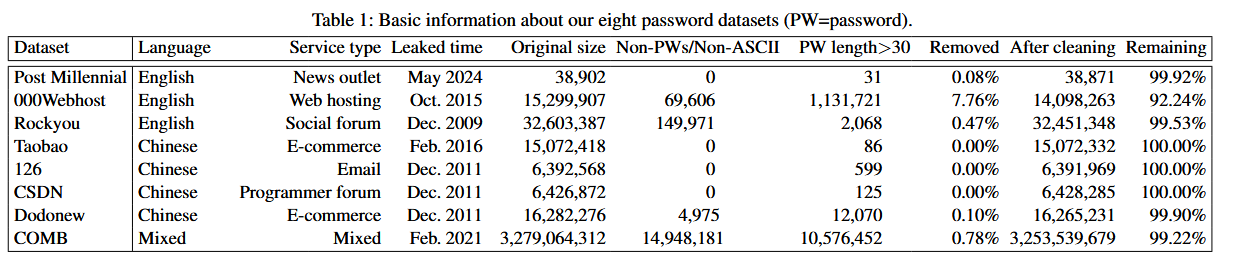 Table 1: Basic information about our eight password datasets (PW=password).
Dataset Language Service type Leaked time Original size Non-PWs/Non-ASCII PW length>30 Removed After cleaning Remaining
Post Millennial English News outlet May 2024 38,902 0 31 0.08% 38,871 99.92%
000Webhost English Web hosting Oct. 2015 15,299,907 69,606 1,131,721 7.76% 14,098,263 92.24%
Rockyou English Social forum Dec. 2009 32,603,387 149,971 2,068 0.47% 32,451,348 99.53%
Taobao Chinese E-commerce Feb. 2016 15,072,418 0 86 0.00% 15,072,332 100.00%
126 Chinese Email Dec. 2011 6,392,568 0 599 0.00% 6,391,969 100.00%
CSDN Chinese Programmer forum Dec. 2011 6,426,872 0 125 0.00% 6,428,285 100.00%
Dodonew Chinese E-commerce Dec. 2011 16,282,276 4,975 12,070 0.10% 16,265,231 99.90%
COMB Mixed Mixed Feb. 2021 3,279,064,312 14,948,181 10,576,452 0.78% 3,253,539,679 99.22%